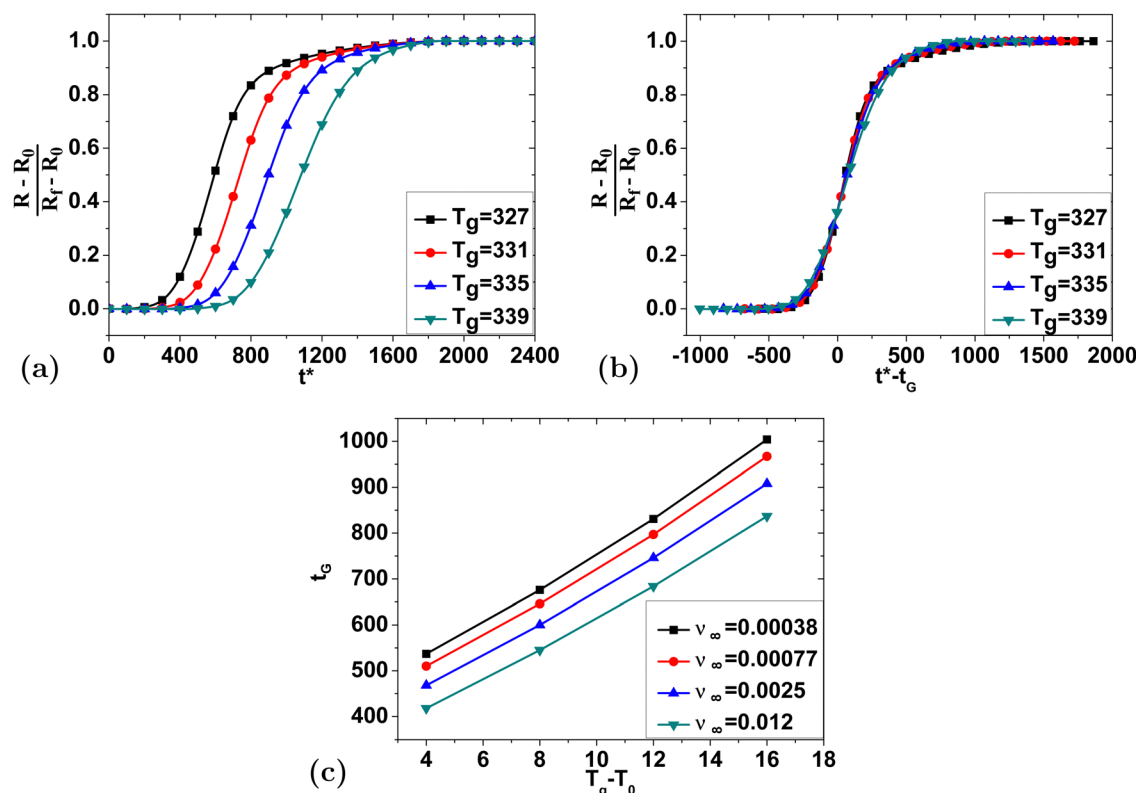 1.0
0.8
0.6
0.4
0.2
0.0
R - R0
Rf - R0
Tg=327
Tg=331
Tg=335
Tg=339
0 400 800 1200 1600 2000 2400
t*
(a)
1.0
0.8
0.6
0.4
0.2
0.0
R - R0
Rf - R0
Tg=327
Tg=331
Tg=335
Tg=339
-1000 -500 0 500 1000 1500 2000
t*-tG
(b)
1000
900
800
700
600
500
400
tG
ν∞=0.00038
ν∞=0.00077
ν∞=0.0025
ν∞=0.012
4 6 8 10 12 14 16 18
Tg-T0
(c)